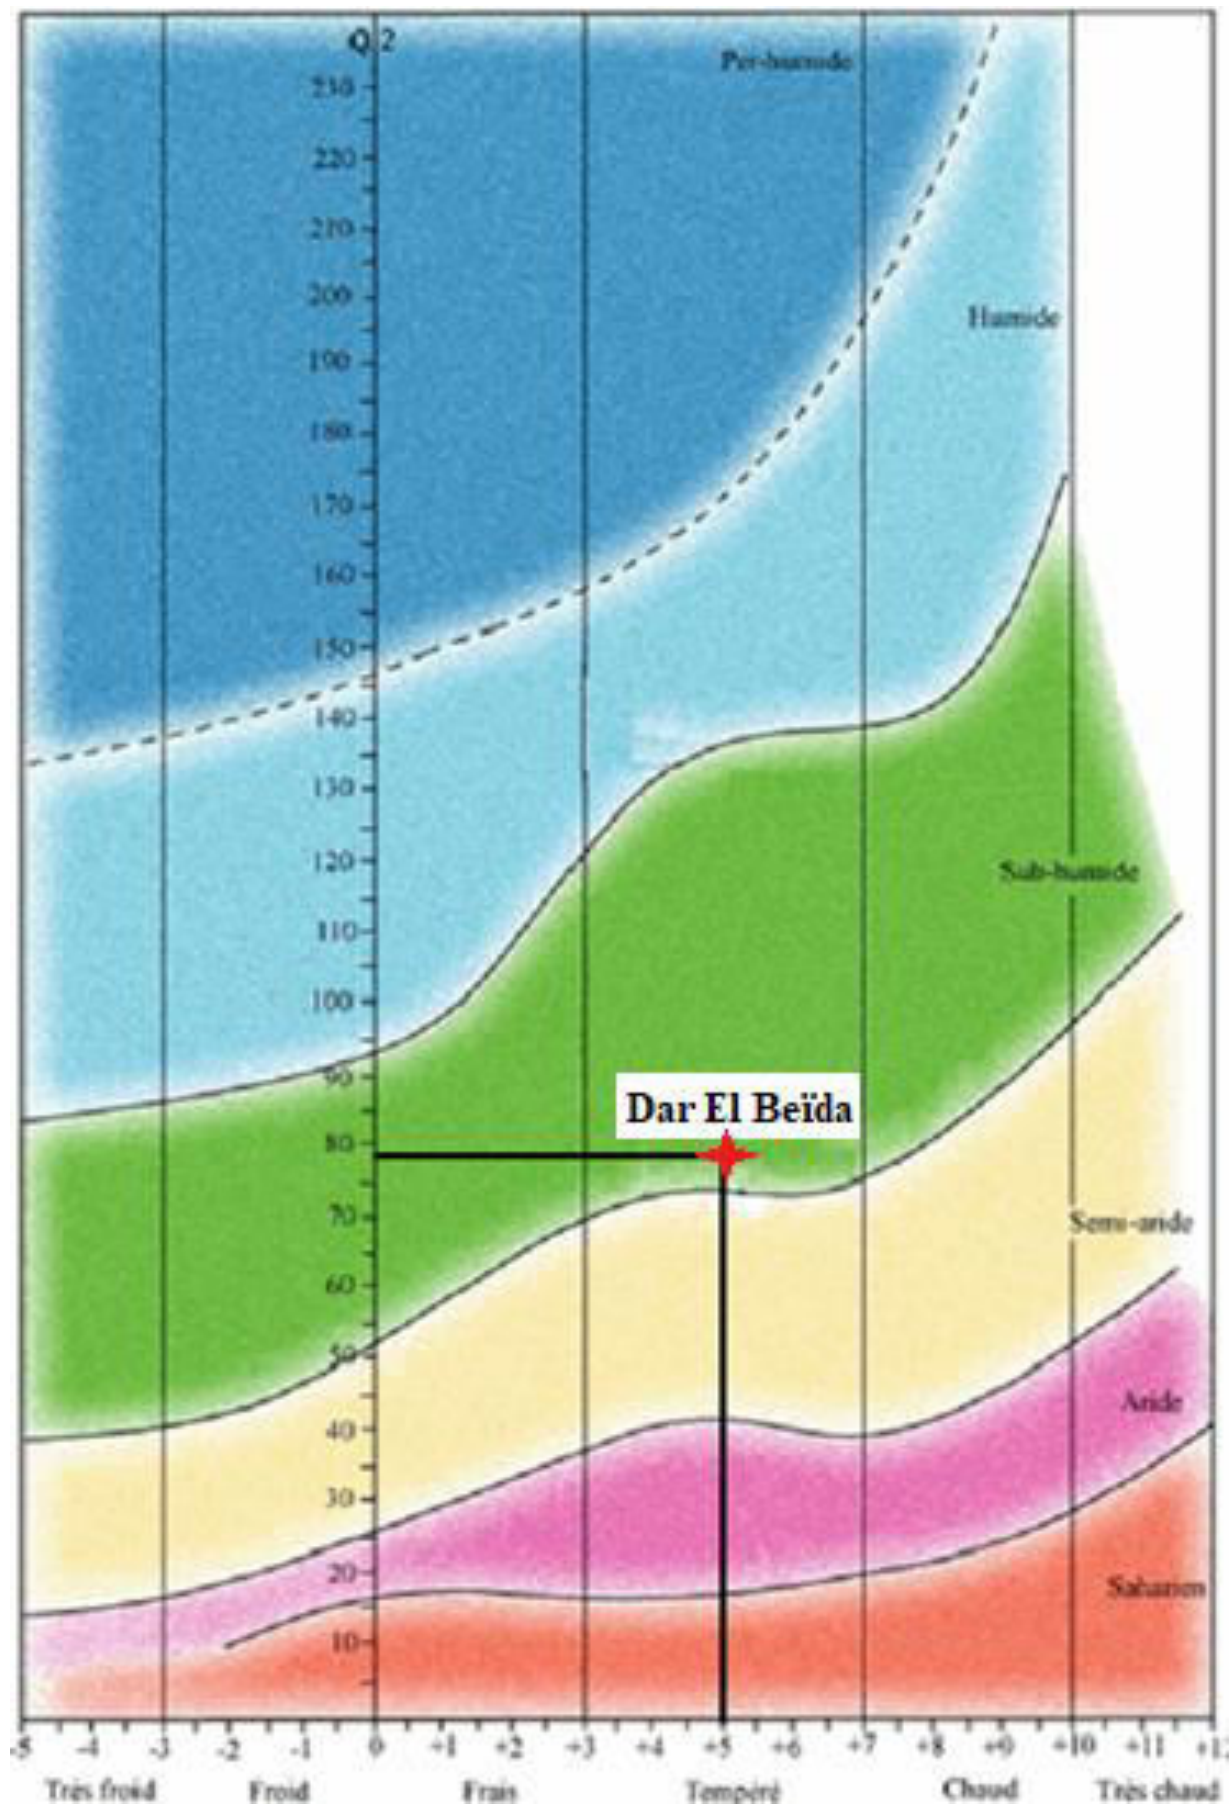 Q 2
Per-humide
230
220
210
200
Humide
190
180
170
160
150
140
130
120
Sub-humide
110
100
90
Dar El Beïda
80
70
Semi-aride
60
50
Aride
40
30
20
Saharien
10
-5 -4 -3 -2 -1 0 +1 +2 +3 +4 +5 +6 +7 +8 +9 +10 +11 +12
Très froid Froid Frais Tempéré Chaud Très chaud